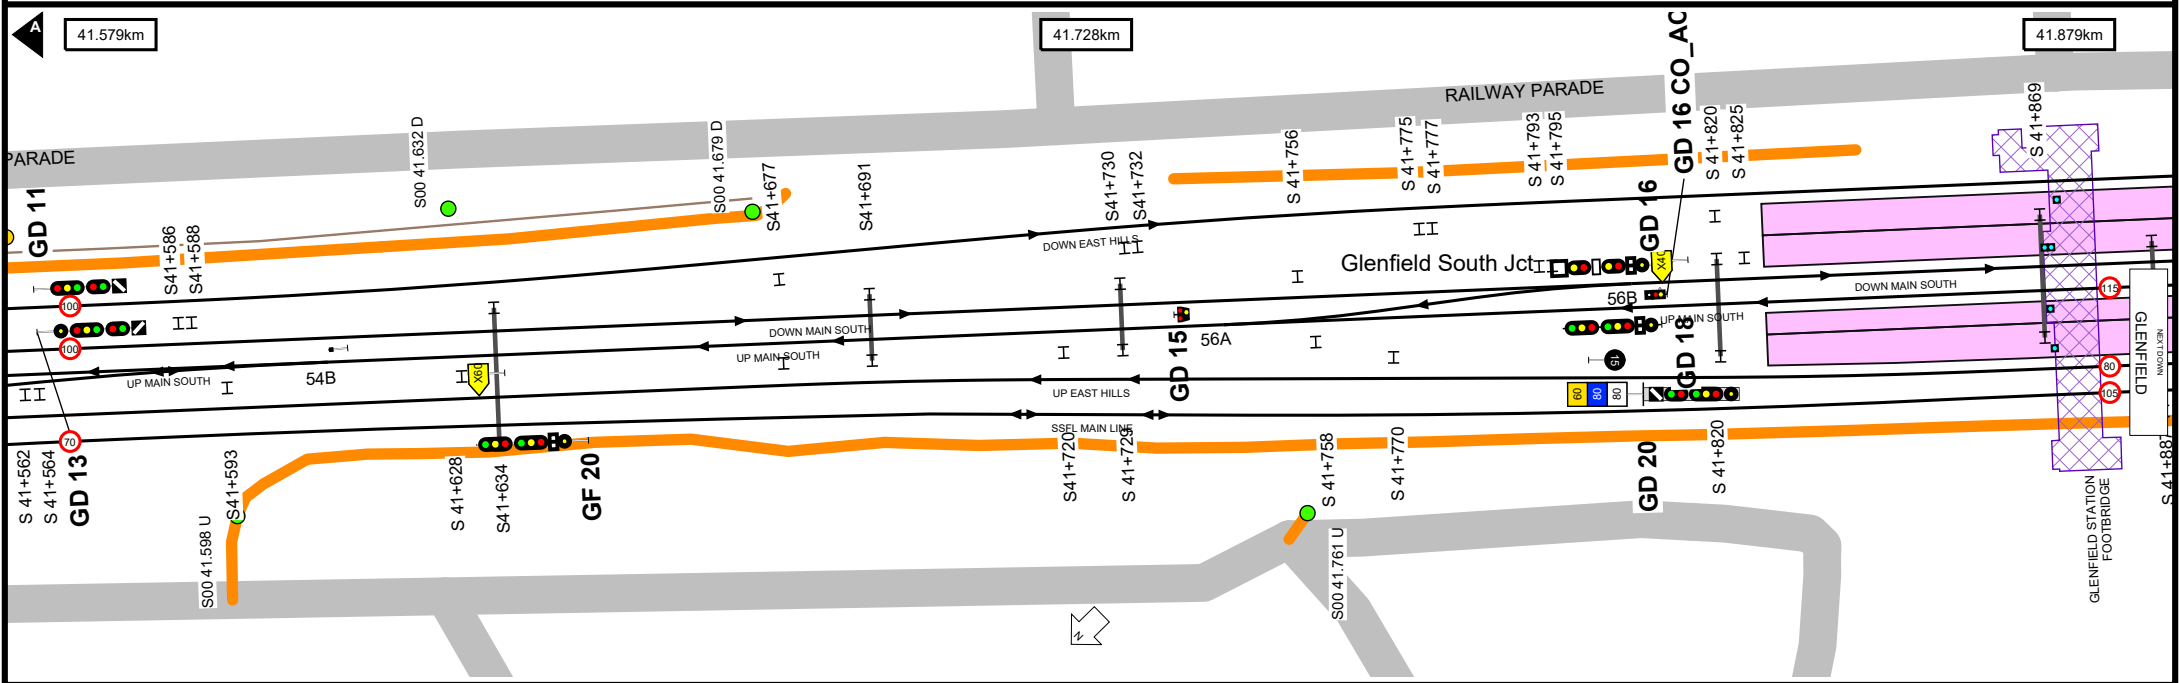 A
41.579km
41.728km
41.879km
RAILWAY PARADE
PARADE
GD 11
S41+586
S41+588
S00 41.632 D
S00 41.679 D
S41+677
S41+691
S41+730
S41+732
S 41+756
S 41+775
S 41+777
S 41+793
S 41+795
GD 16
GD 16 CO_AC
S 41+820
S 41+825
S 41+869
DOWN EAST HILLS
Glenfield South Jct
X40
56B
DOWN MAIN SOUTH
UP MAIN SOUTH
115
100
100
DOWN MAIN SOUTH
UP MAIN SOUTH
GD 15
56A
15
GD 18
GLENFIELD
NEXT DOWN
UP MAIN SOUTH
54B
X60
UP EAST HILLS
60
80
80
80
105
SSFL MAIN LINE
70
S 41+562
S 41+564
GD 13
S41+593
S00 41.598 U
S 41+628
S41+634
GF 20
S41+720
S 41+729
S 41+758
S 41+770
S00 41.761 U
GD 20
S 41+820
GLENFIELD STATION
FOOTBRIDGE
S 41+887
N